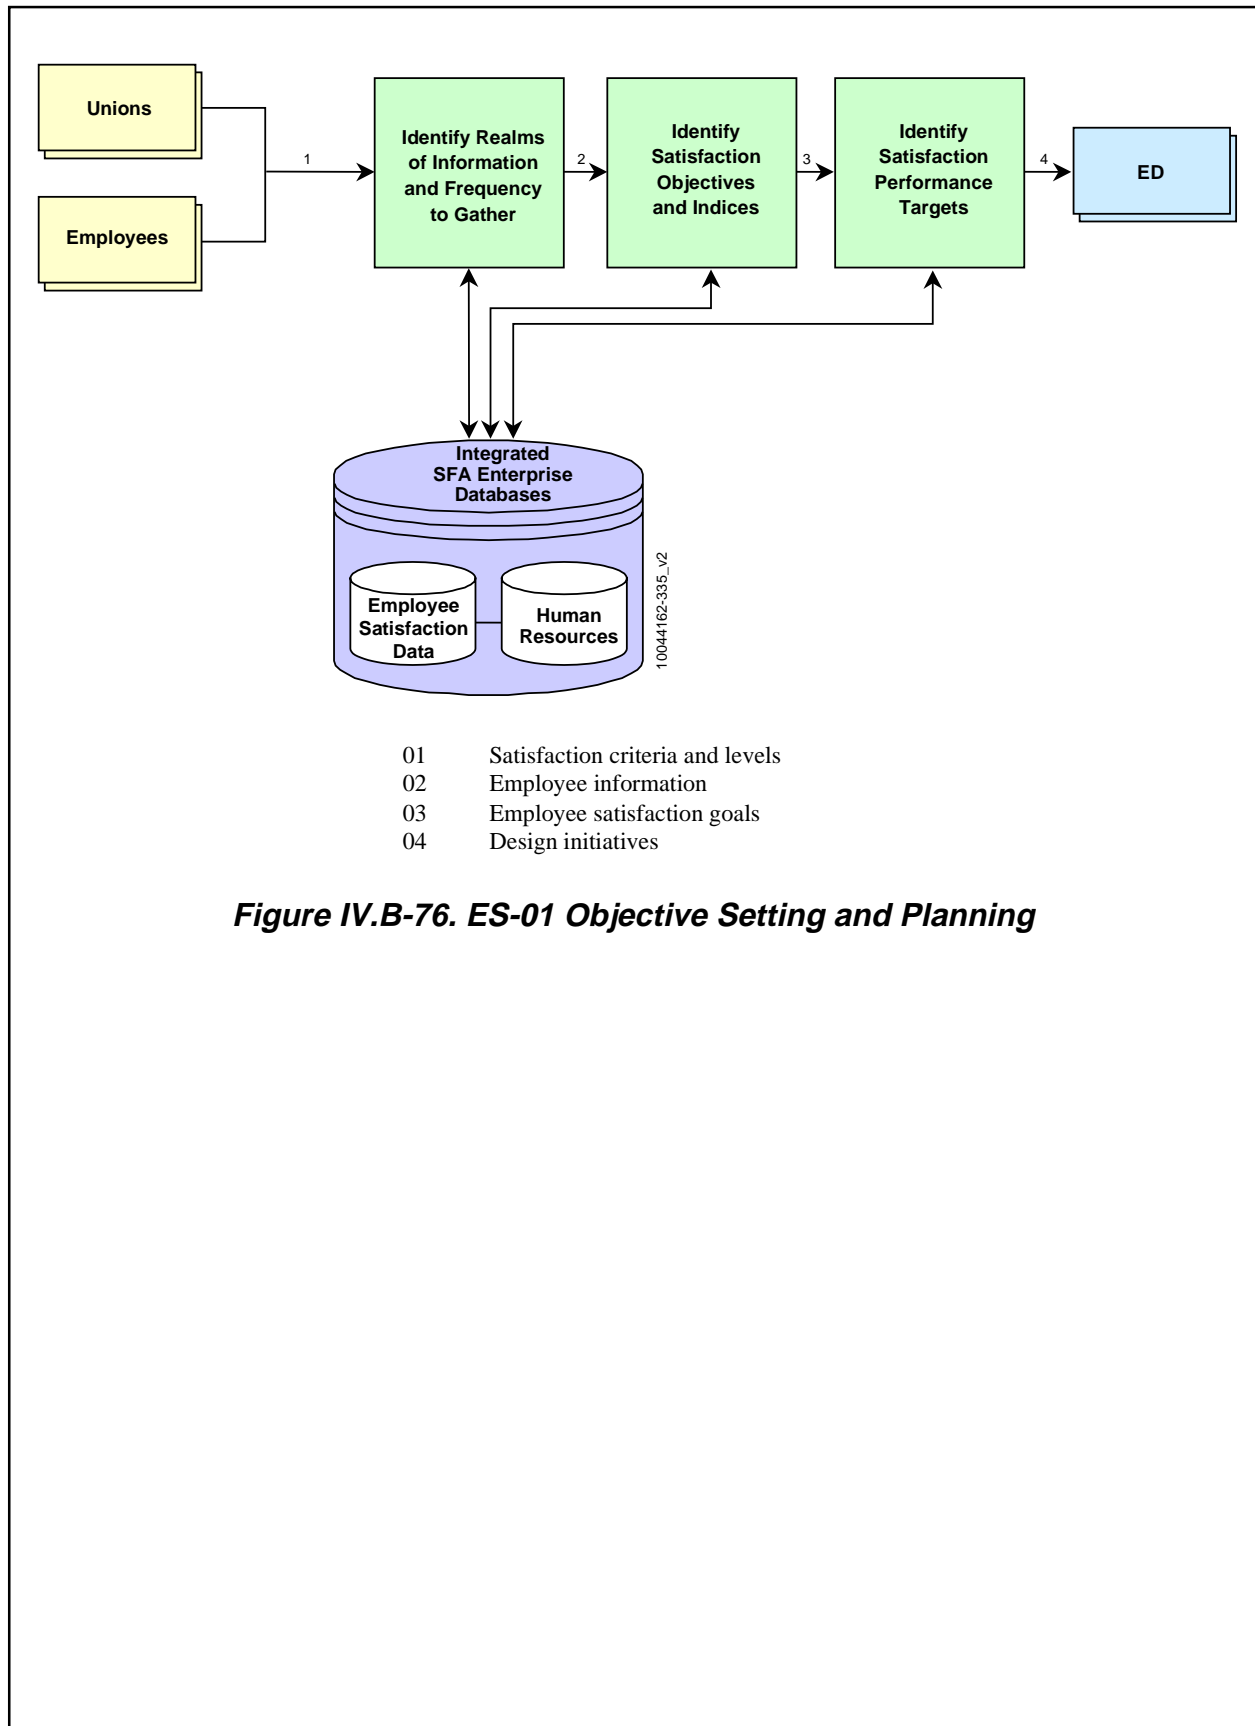 Unions
Employees
1
Identify Realms
of Information
and Frequency
to Gather
2
Identify
Satisfaction
Objectives
and Indices
3
Identify
Satisfaction
Performance
Targets
4
ED
Integrated
SFA Enterprise
Databases
Employee
Satisfaction
Data
Human
Resources
10044162-335_v2
01 Satisfaction criteria and levels
02 Employee information
03 Employee satisfaction goals
04 Design initiatives
Figure IV.B-76. ES-01 Objective Setting and Planning